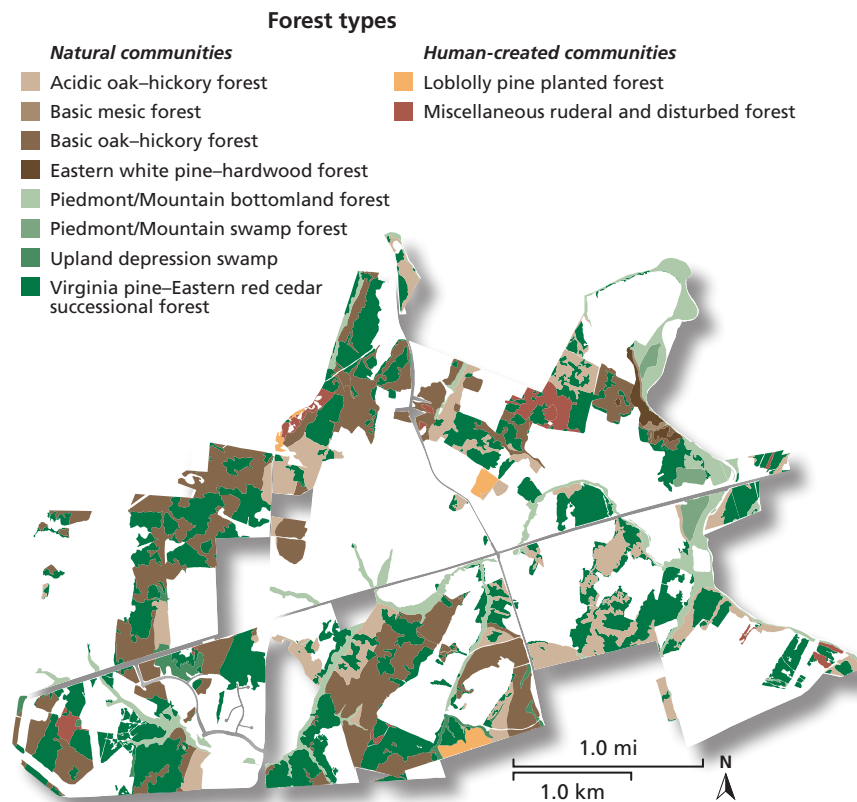 Forest types
Natural communities
Acidic oak–hickory forest
Basic mesic forest
Basic oak–hickory forest
Eastern white pine–hardwood forest
Piedmont/Mountain bottomland forest
Piedmont/Mountain swamp forest
Upland depression swamp
Virginia pine–Eastern red cedar
successional forest
Human-created communities
Loblolly pine planted forest
Miscellaneous ruderal and disturbed forest
1.0 mi
1.0 km
N